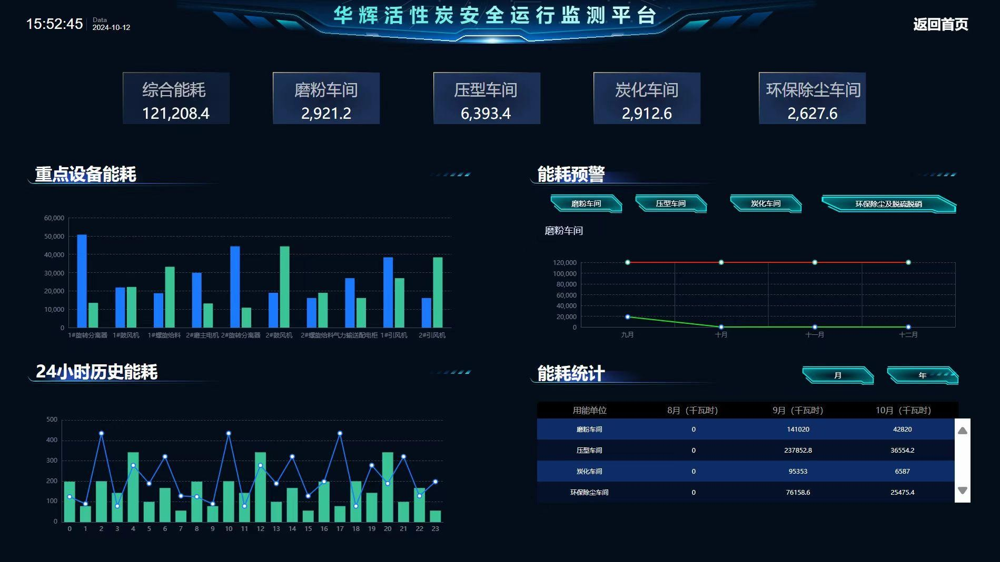 华辉活性炭安全运行监测平台
15:52:45
Data
2024-10-12
返回首页
综合能耗
121,208.4
磨粉车间
2,921.2
压型车间
6,393.4
炭化车间
2,912.6
环保除尘车间
2,627.6
重点设备能耗
60,000
50,000
40,000
30,000
20,000
10,000
0
1#旋转分离器 1#鼓风机 1#螺旋给料 2#磨主电机 2#旋转分离器 2#鼓风机 2#螺旋给料 气力输送配电柜 1#引风机 2#引风机
能耗预警
磨粉车间 压型车间 炭化车间 环保除尘及脱硫脱硝
磨粉车间
120,000
100,000
80,000
60,000
40,000
20,000
0
九月 十月 十一月 十二月
24小时历史能耗
500
400
300
200
100
0
0 1 2 3 4 5 6 7 8 9 10 11 12 13 14 15 16 17 18 19 20 21 22 23
能耗统计
月 年
用能单位 8月（千瓦时） 9月（千瓦时） 10月（千瓦时）
磨粉车间 0 141020 42820
压型车间 0 237852.8 36554.2
炭化车间 0 95353 6587
环保除尘车间 0 76158.6 25475.4